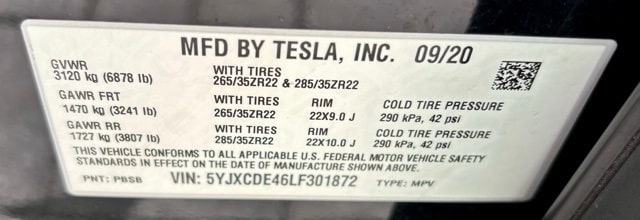 MFD BY TESLA, INC. 09/20
GVWR WITH TIRES
3120 kg (6878 lb) 265/35ZR22 & 285/35ZR22
GAWR FRT WITH TIRES RIM COLD TIRE PRESSURE
1470 kg (3241 lb) 265/35ZR22 22X9.0 J 290 kPa, 42 psi
GAWR RR WITH TIRES RIM COLD TIRE PRESSURE
1727 kg (3807 lb) 285/35ZR22 22X10.0 J 290 kPa, 42 psi
THIS VEHICLE CONFORMS TO ALL APPLICABLE U.S. FEDERAL MOTOR VEHICLE SAFETY
STANDARDS IN EFFECT ON THE DATE OF MANUFACTURE SHOWN ABOVE.
PNT: PBSB VIN: 5YJXCDE46LF301872 TYPE: MPV